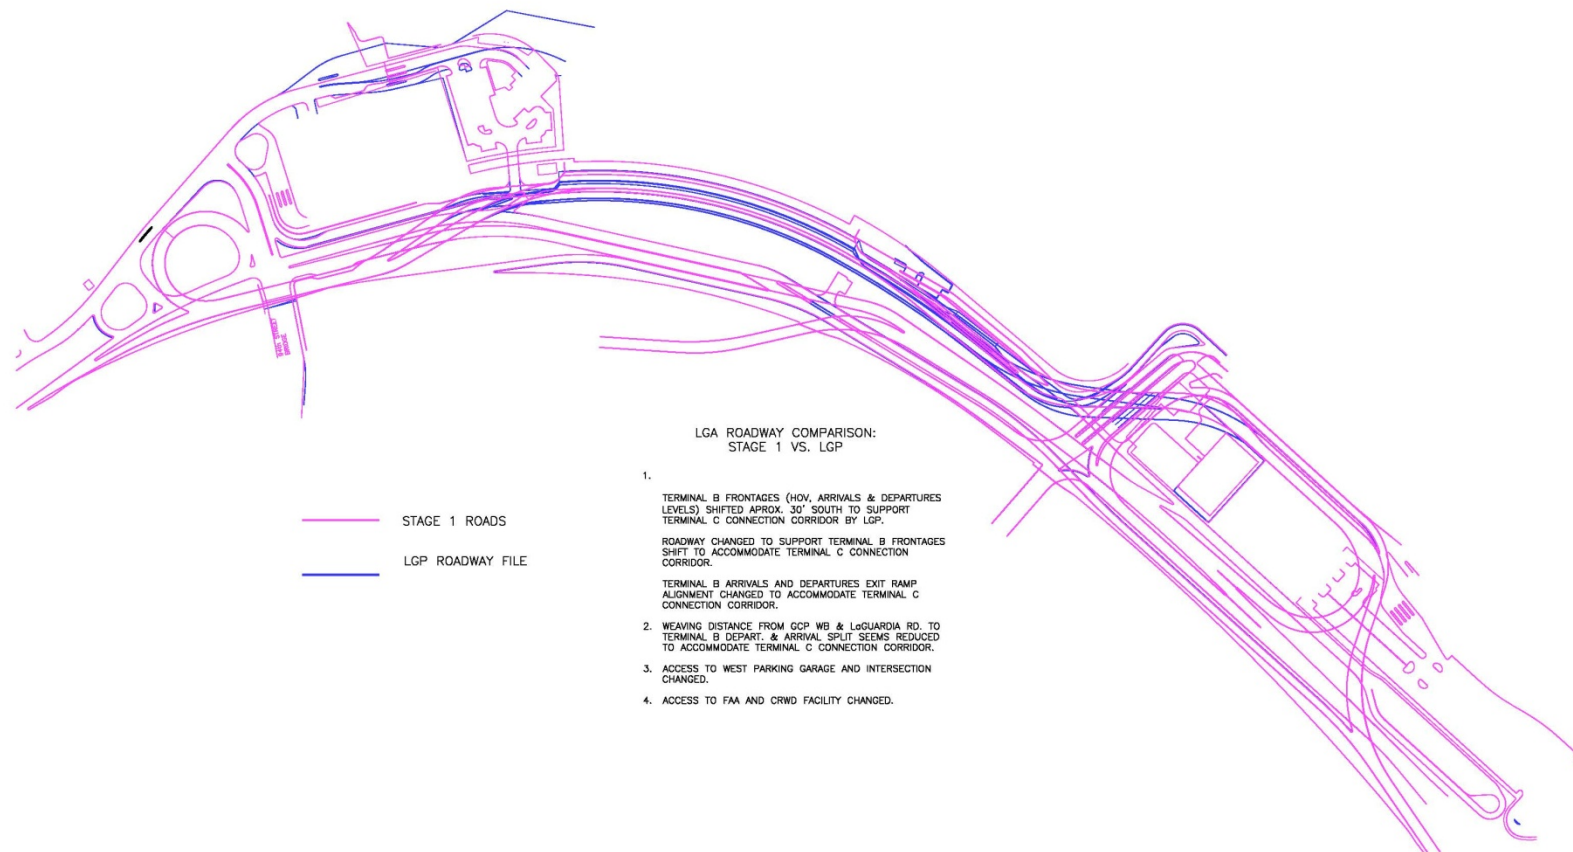 94th STREET
BRIDGE
LGA ROADWAY COMPARISON:
STAGE 1 VS. LGP
1.
TERMINAL B FRONTAGES (HOV, ARRIVALS & DEPARTURES
LEVELS) SHIFTED APROX. 30' SOUTH TO SUPPORT
TERMINAL C CONNECTION CORRIDOR BY LGP.
ROADWAY CHANGED TO SUPPORT TERMINAL B FRONTAGES
SHIFT TO ACCOMMODATE TERMINAL C CONNECTION
CORRIDOR.
TERMINAL B ARRIVALS AND DEPARTURES EXIT RAMP
ALIGNMENT CHANGED TO ACCOMMODATE TERMINAL C
CONNECTION CORRIDOR.
2. WEAVING DISTANCE FROM GCP WB & LaGUARDIA RD. TO
TERMINAL B DEPART. & ARRIVAL SPLIT SEEMS REDUCED
TO ACCOMMODATE TERMINAL C CONNECTION CORRIDOR.
3. ACCESS TO WEST PARKING GARAGE AND INTERSECTION
CHANGED.
4. ACCESS TO FAA AND CRWD FACILITY CHANGED.
STAGE 1 ROADS
LGP ROADWAY FILE